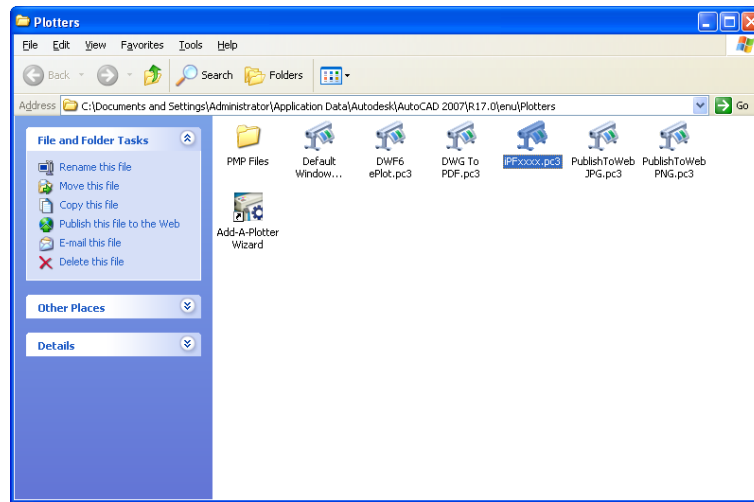 Plotters
File Edit View Favorites Tools Help
Back Search Folders
Address C:\Documents and Settings\Administrator\Application Data\Autodesk\AutoCAD 2007\R17.0\enu\Plotters Go
File and Folder Tasks
Rename this file
Move this file
Copy this file
Publish this file to the Web
E-mail this file
Delete this file
Other Places
Details
PMP Files
Default
Window...
DWF6
ePlot.pc3
DWG To
PDF.pc3
iPFxxxx.pc3
PublishToWeb
JPG.pc3
PublishToWeb
PNG.pc3
Add-A-Plotter
Wizard